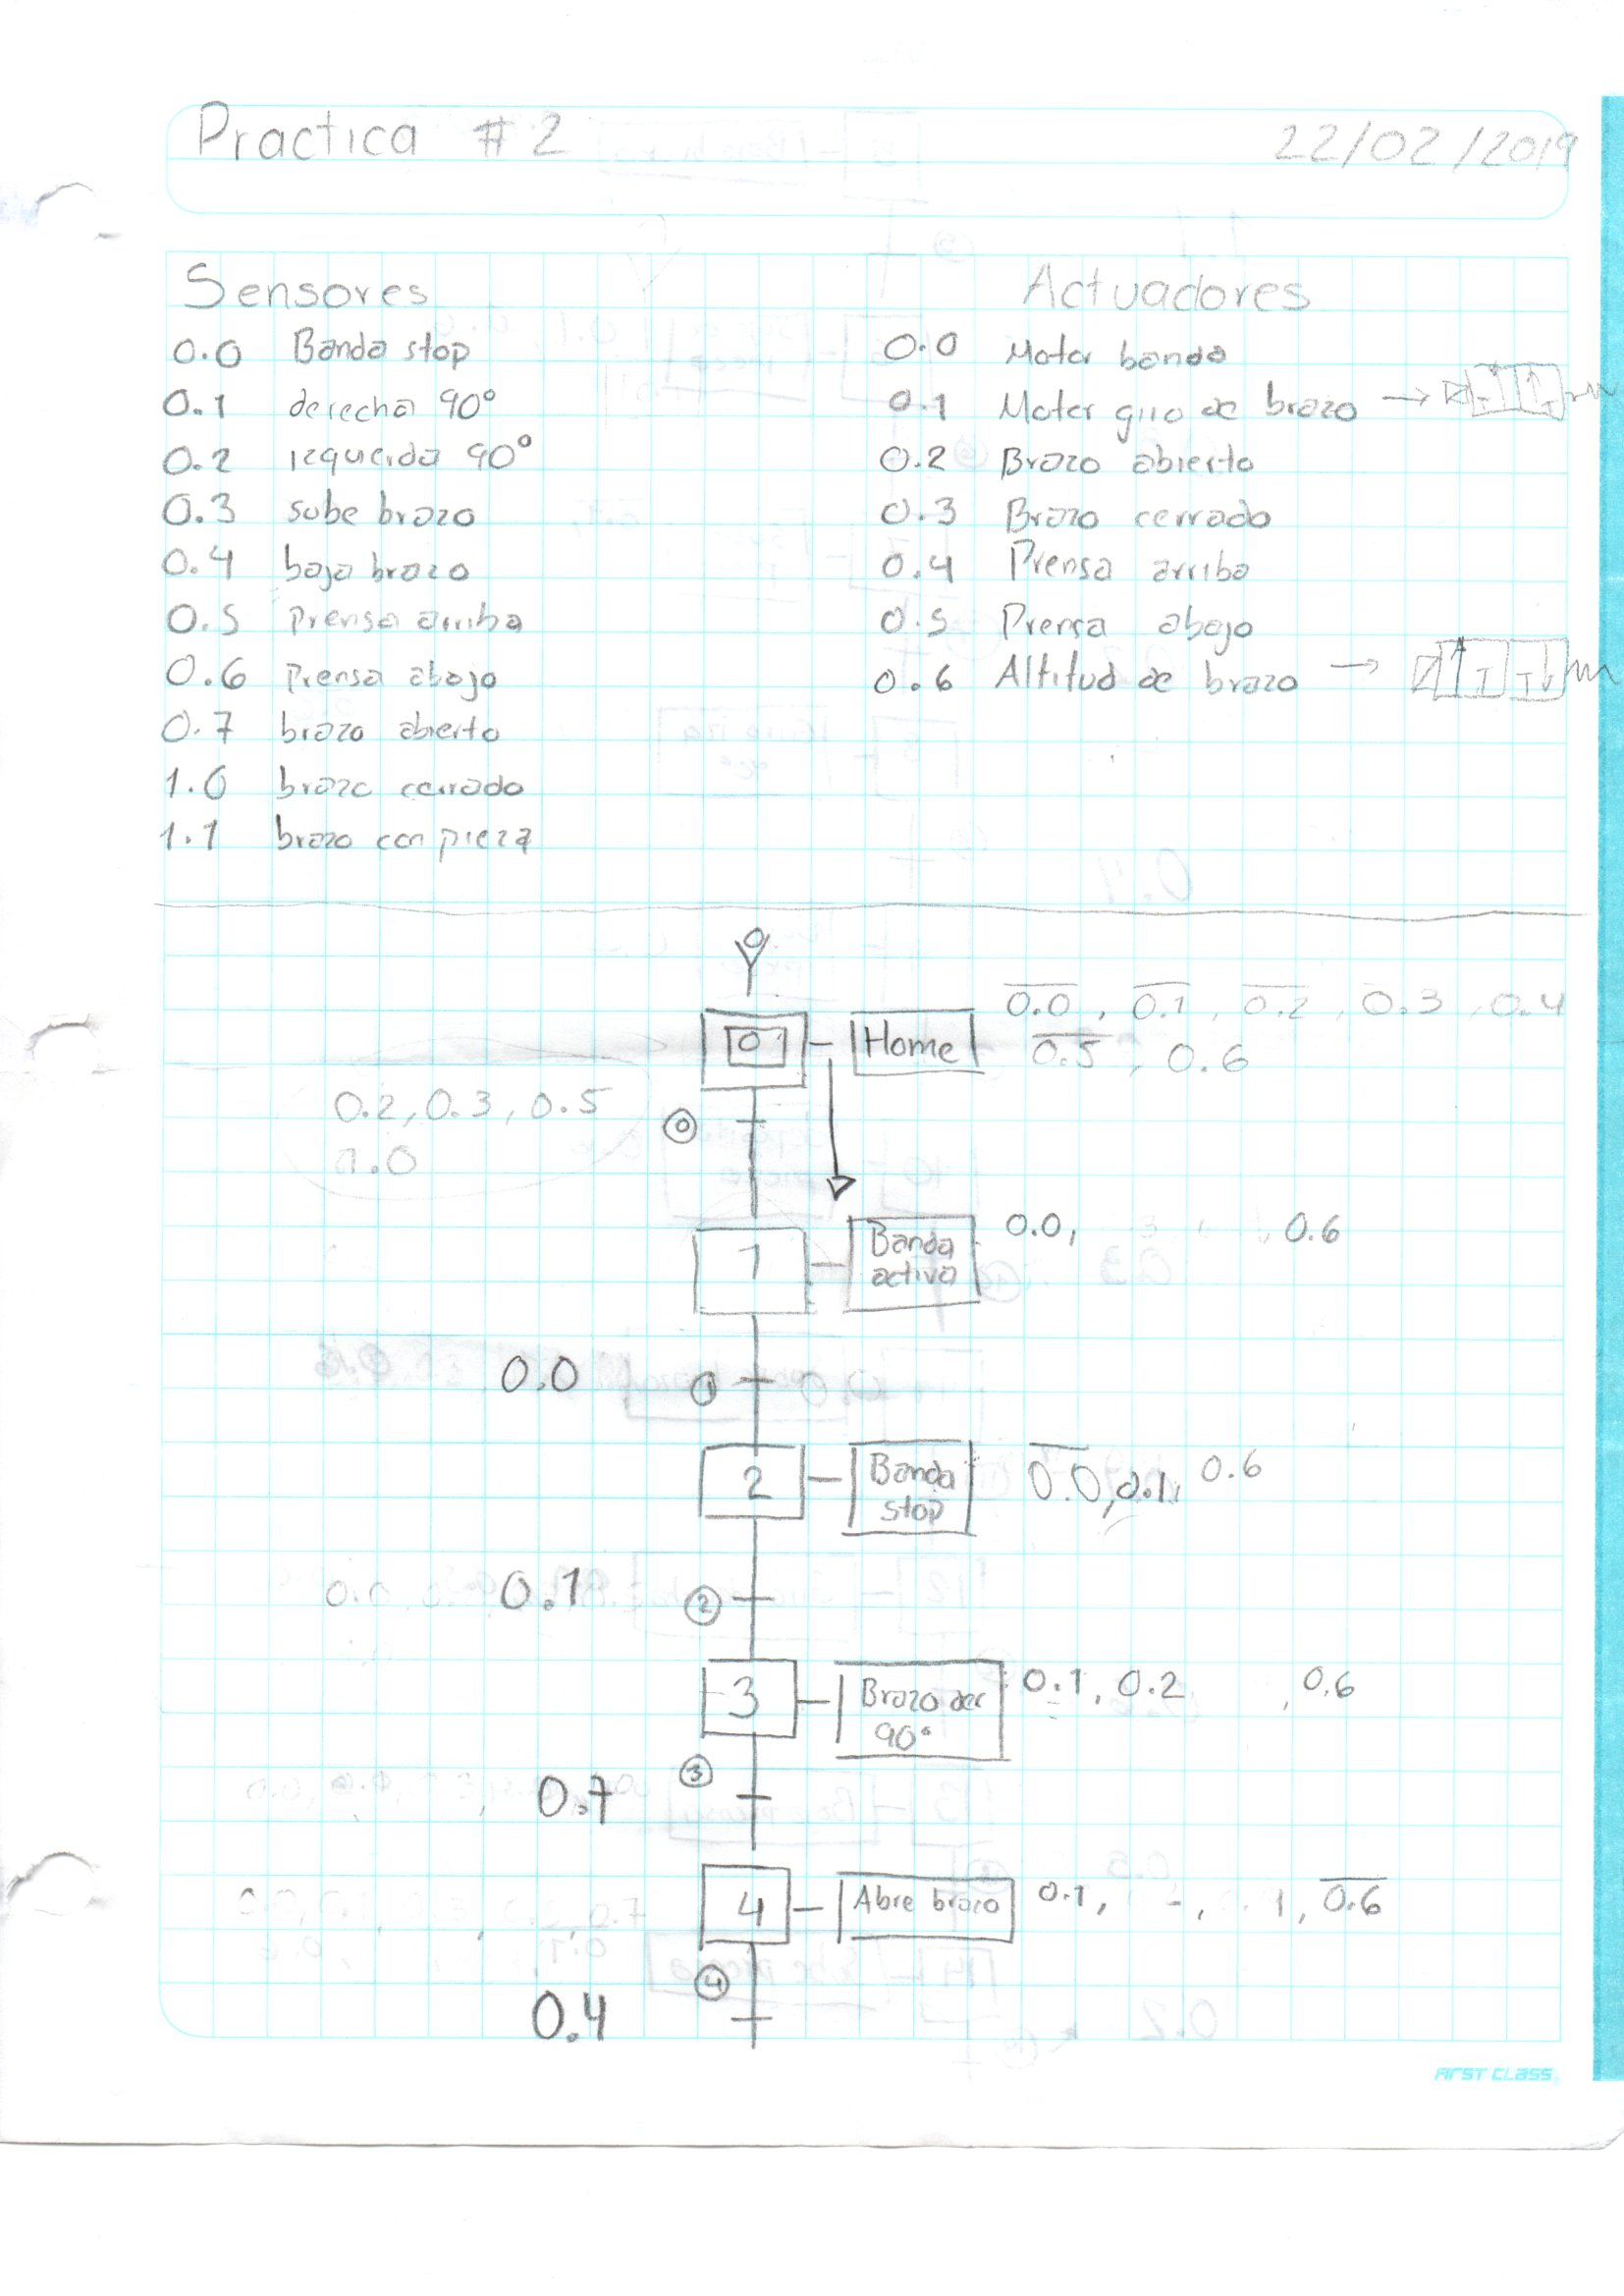 Practica #2 22/02/2019
Sensores Actuadores
0.0 Banda stop 0.0 Motor banda
0.1 derecha 90° 0.1 Motor giro de brazo →
0.2 izquerda 90° 0.2 Brazo abierto
0.3 sube brazo 0.3 Brazo cerrado
0.4 baja brazo 0.4 Prensa arriba
0.5 Prensa arriba 0.5 Prensa abajo
0.6 Prensa abajo 0.6 Altitud de brazo →
0.7 brazo abierto
1.0 brazo cerrado
1.1 brazo con pieza
0 Home 0̅.̅0̅, 0̅.̅1̅, 0̅.̅2̅, 0.3, 0.4
0̅.̅5̅, 0.6
0.2, 0.3, 0.5 0
1.0
1 Banda activa 0.0, 0.6
0.0 1
2 Banda stop 0̅.̅0̅, 0.1, 0.6
0.1 2
3 Brazo der 90° 0.1, 0.2, 0.6
0.7 3
4 Abre brazo 0.1, 0̅.̅6̅
0.4 4
FIRST CLASS